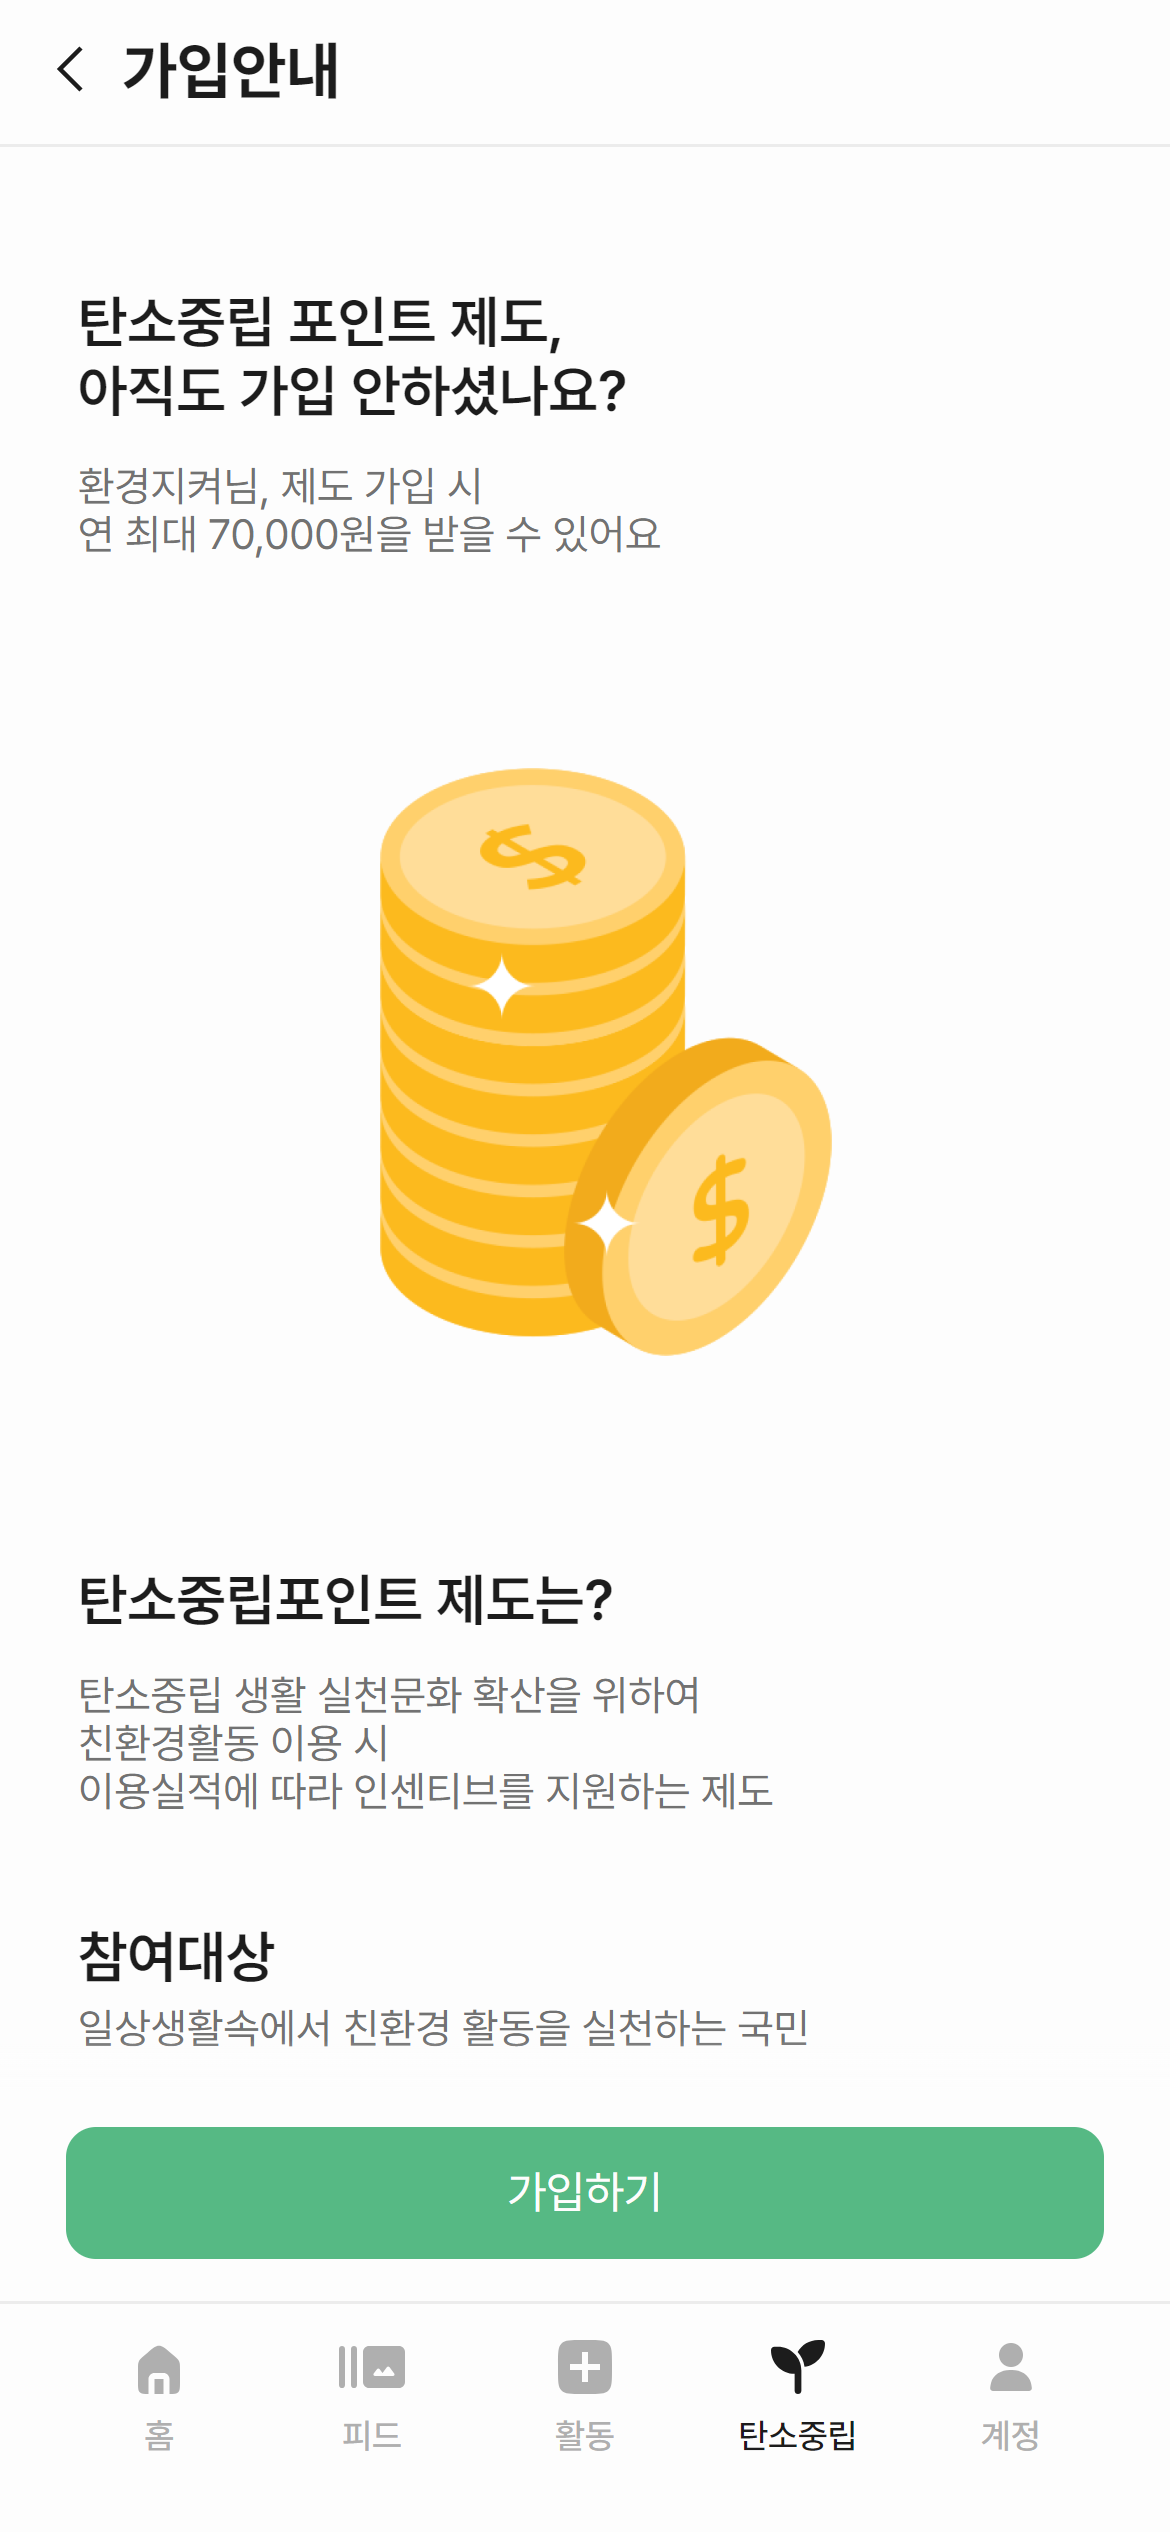 가입안내
탄소중립 포인트 제도,
아직도 가입 안하셨나요?
환경지켜님, 제도 가입 시
연 최대 70,000원을 받을 수 있어요
$
$
탄소중립포인트 제도는?
탄소중립 생활 실천문화 확산을 위하여
친환경활동 이용 시
이용실적에 따라 인센티브를 지원하는 제도
참여대상
일상생활속에서 친환경 활동을 실천하는 국민
가입하기
홈
피드
활동
탄소중립
계정